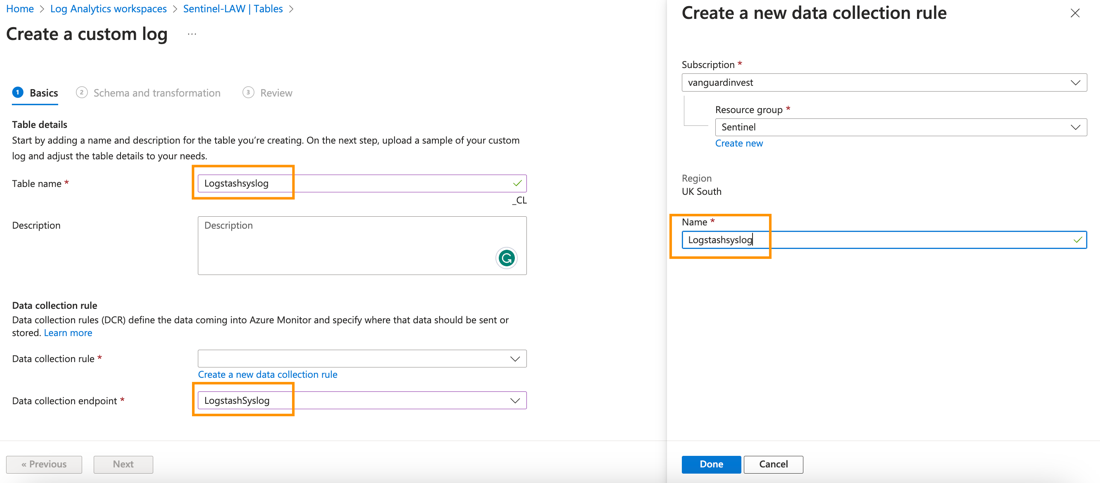 Home > Log Analytics workspaces > Sentinel-LAW | Tables >
Create a custom log ...
1 Basics 2 Schema and transformation 3 Review
Table details
Start by adding a name and description for the table you're creating. On the next step, upload a sample of your custom
log and adjust the table details to your needs.
Table name * Logstashsyslog
_CL
Description Description
Data collection rule
Data collection rules (DCR) define the data coming into Azure Monitor and specify where that data should be sent or
stored. Learn more
Data collection rule *
Create a new data collection rule
Data collection endpoint * LogstashSyslog
« Previous Next
Create a new data collection rule
Subscription *
vanguardinvest
Resource group *
Sentinel
Create new
Region
UK South
Name *
Logstashsyslog
Done Cancel